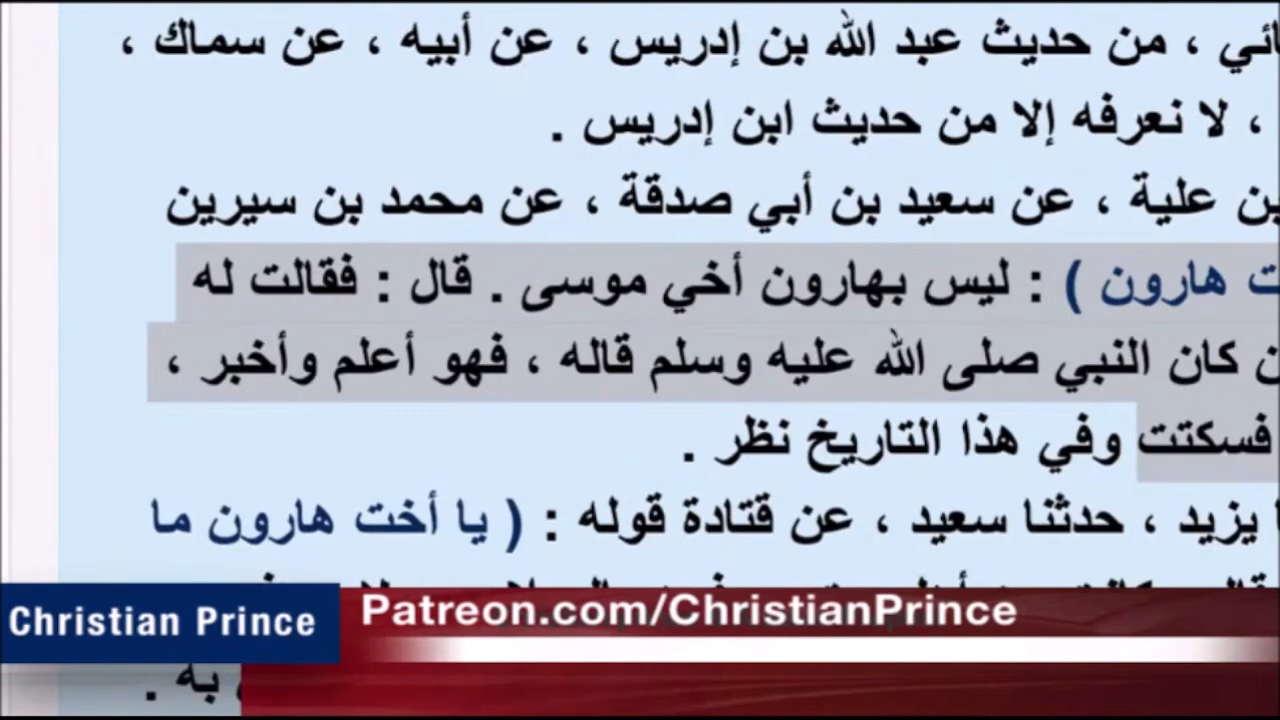 ائي ، من حديث عبد الله بن إدريس ، عن أبيه ، عن سماك ،
، لا نعرفه إلا من حديث ابن إدريس .
بن علية ، عن سعيد بن أبي صدقة ، عن محمد بن سيرين
ت هارون ) : ليس بهارون أخي موسى . قال : فقالت له
ن كان النبي صلى الله عليه وسلم قاله ، فهو أعلم وأخبر ،
فسكتت وفي هذا التاريخ نظر .
ا يزيد ، حدثنا سعيد ، عن قتادة قوله : ( يا أخت هارون ما
Christian Prince
Patreon.com/ChristianPrince
به .